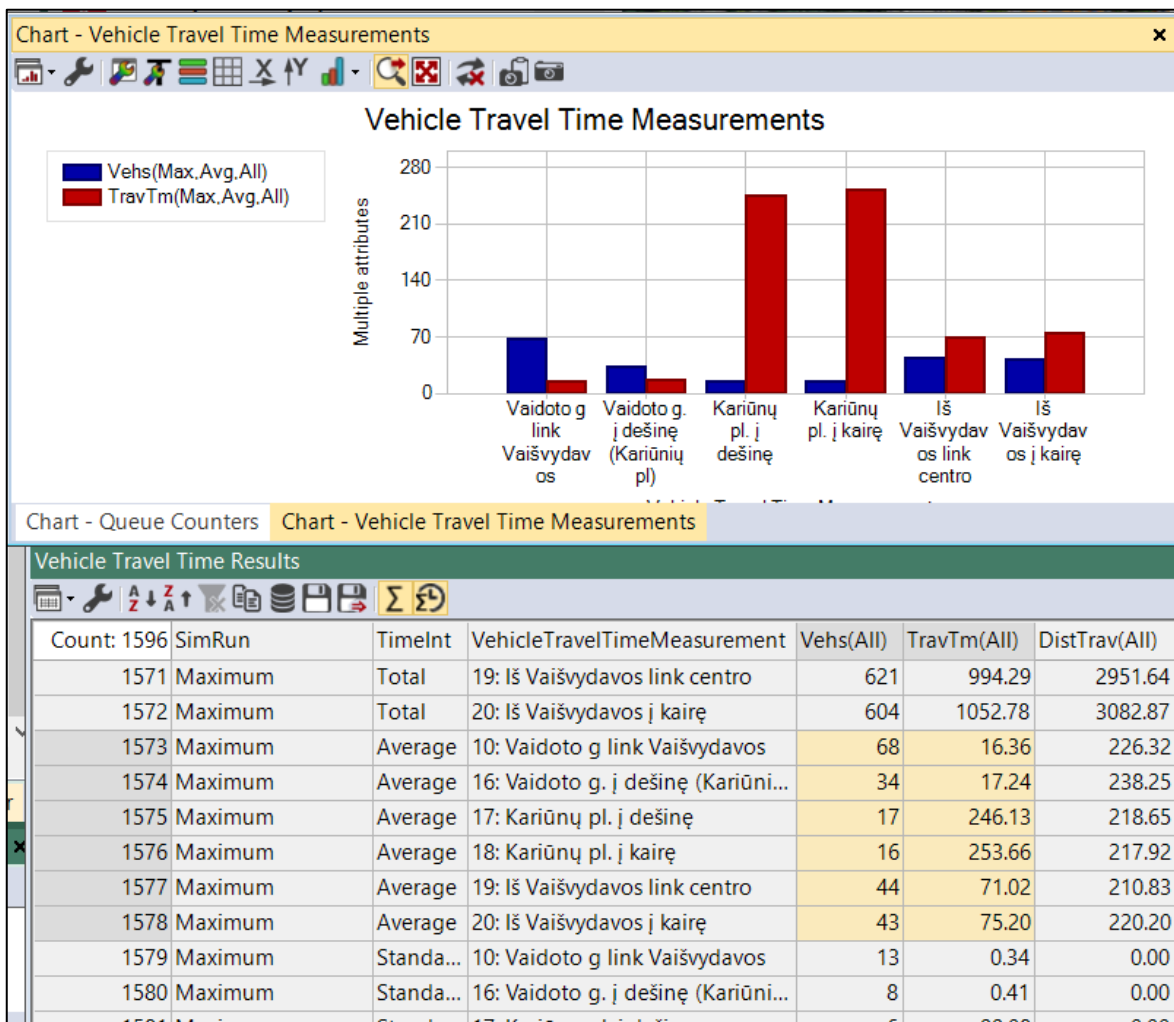 Chart - Vehicle Travel Time Measurements
Vehicle Travel Time Measurements
Vehs(Max,Avg,All)
TravTm(Max,Avg,All)
Multiple attributes
280
210
140
70
0
Vaidoto g link Vaišvydav os
Vaidoto g. į dešinę (Kariūnių pl)
Kariūnų pl. į dešinę
Kariūnų pl. į kairę
Iš Vaišvydav os link centro
Iš Vaišvydav os į kairę
Chart - Queue Counters Chart - Vehicle Travel Time Measurements
Vehicle Travel Time Results
Count: 1596 SimRun TimeInt VehicleTravelTimeMeasurement Vehs(All) TravTm(All) DistTrav(All)
1571 Maximum Total 19: Iš Vaišvydavos link centro 621 994.29 2951.64
1572 Maximum Total 20: Iš Vaišvydavos į kairę 604 1052.78 3082.87
1573 Maximum Average 10: Vaidoto g link Vaišvydavos 68 16.36 226.32
1574 Maximum Average 16: Vaidoto g. į dešinę (Kariūni... 34 17.24 238.25
1575 Maximum Average 17: Kariūnų pl. į dešinę 17 246.13 218.65
1576 Maximum Average 18: Kariūnų pl. į kairę 16 253.66 217.92
1577 Maximum Average 19: Iš Vaišvydavos link centro 44 71.02 210.83
1578 Maximum Average 20: Iš Vaišvydavos į kairę 43 75.20 220.20
1579 Maximum Standa... 10: Vaidoto g link Vaišvydavos 13 0.34 0.00
1580 Maximum Standa... 16: Vaidoto g. į dešinę (Kariūni... 8 0.41 0.00